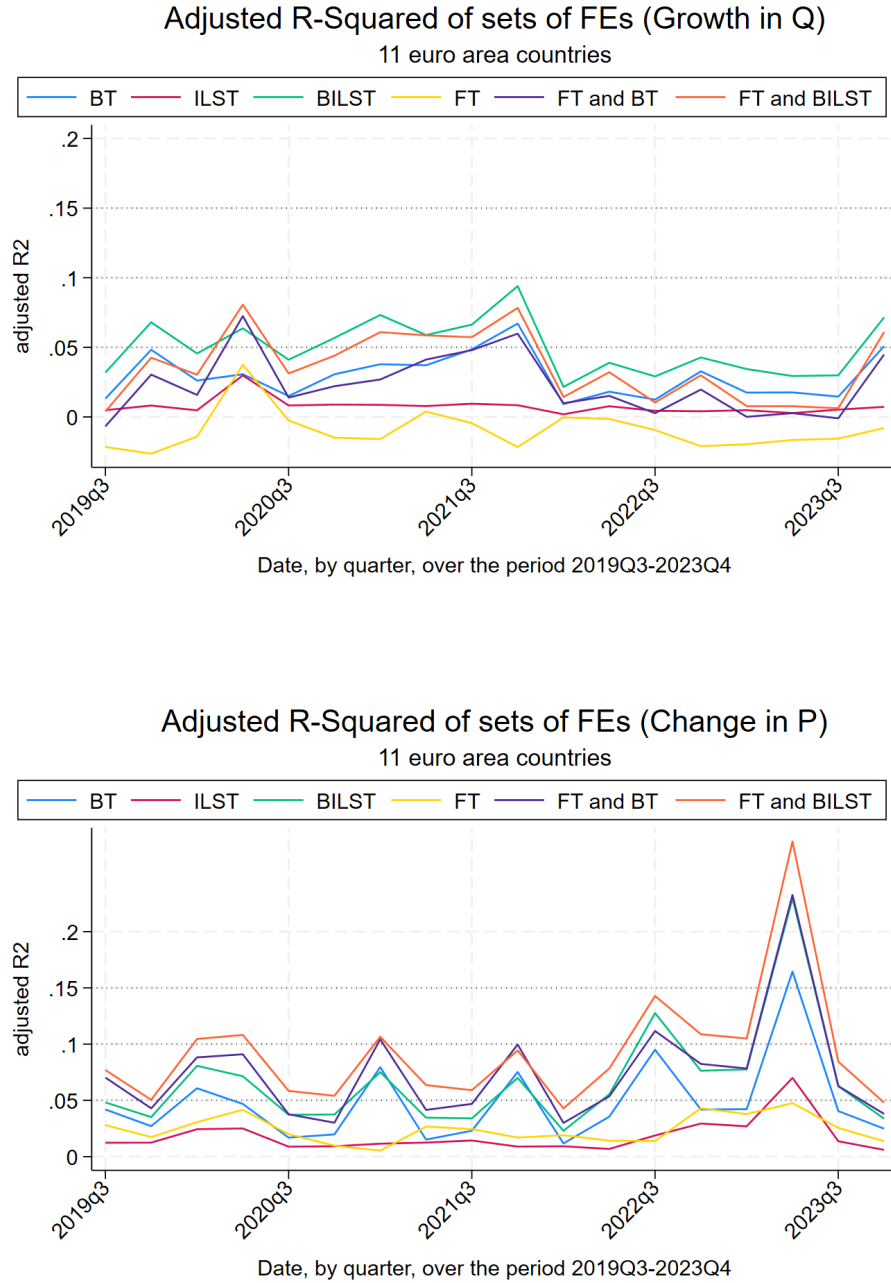 Adjusted R-Squared of sets of FEs (Growth in Q)
11 euro area countries
BT ILST BILST FT FT and BT FT and BILST
.2
.15
.1
.05
0
adjusted R2
2019q3 2020q3 2021q3 2022q3 2023q3
Date, by quarter, over the period 2019Q3-2023Q4
Adjusted R-Squared of sets of FEs (Change in P)
11 euro area countries
BT ILST BILST FT FT and BT FT and BILST
.2
.15
.1
.05
0
adjusted R2
2019q3 2020q3 2021q3 2022q3 2023q3
Date, by quarter, over the period 2019Q3-2023Q4